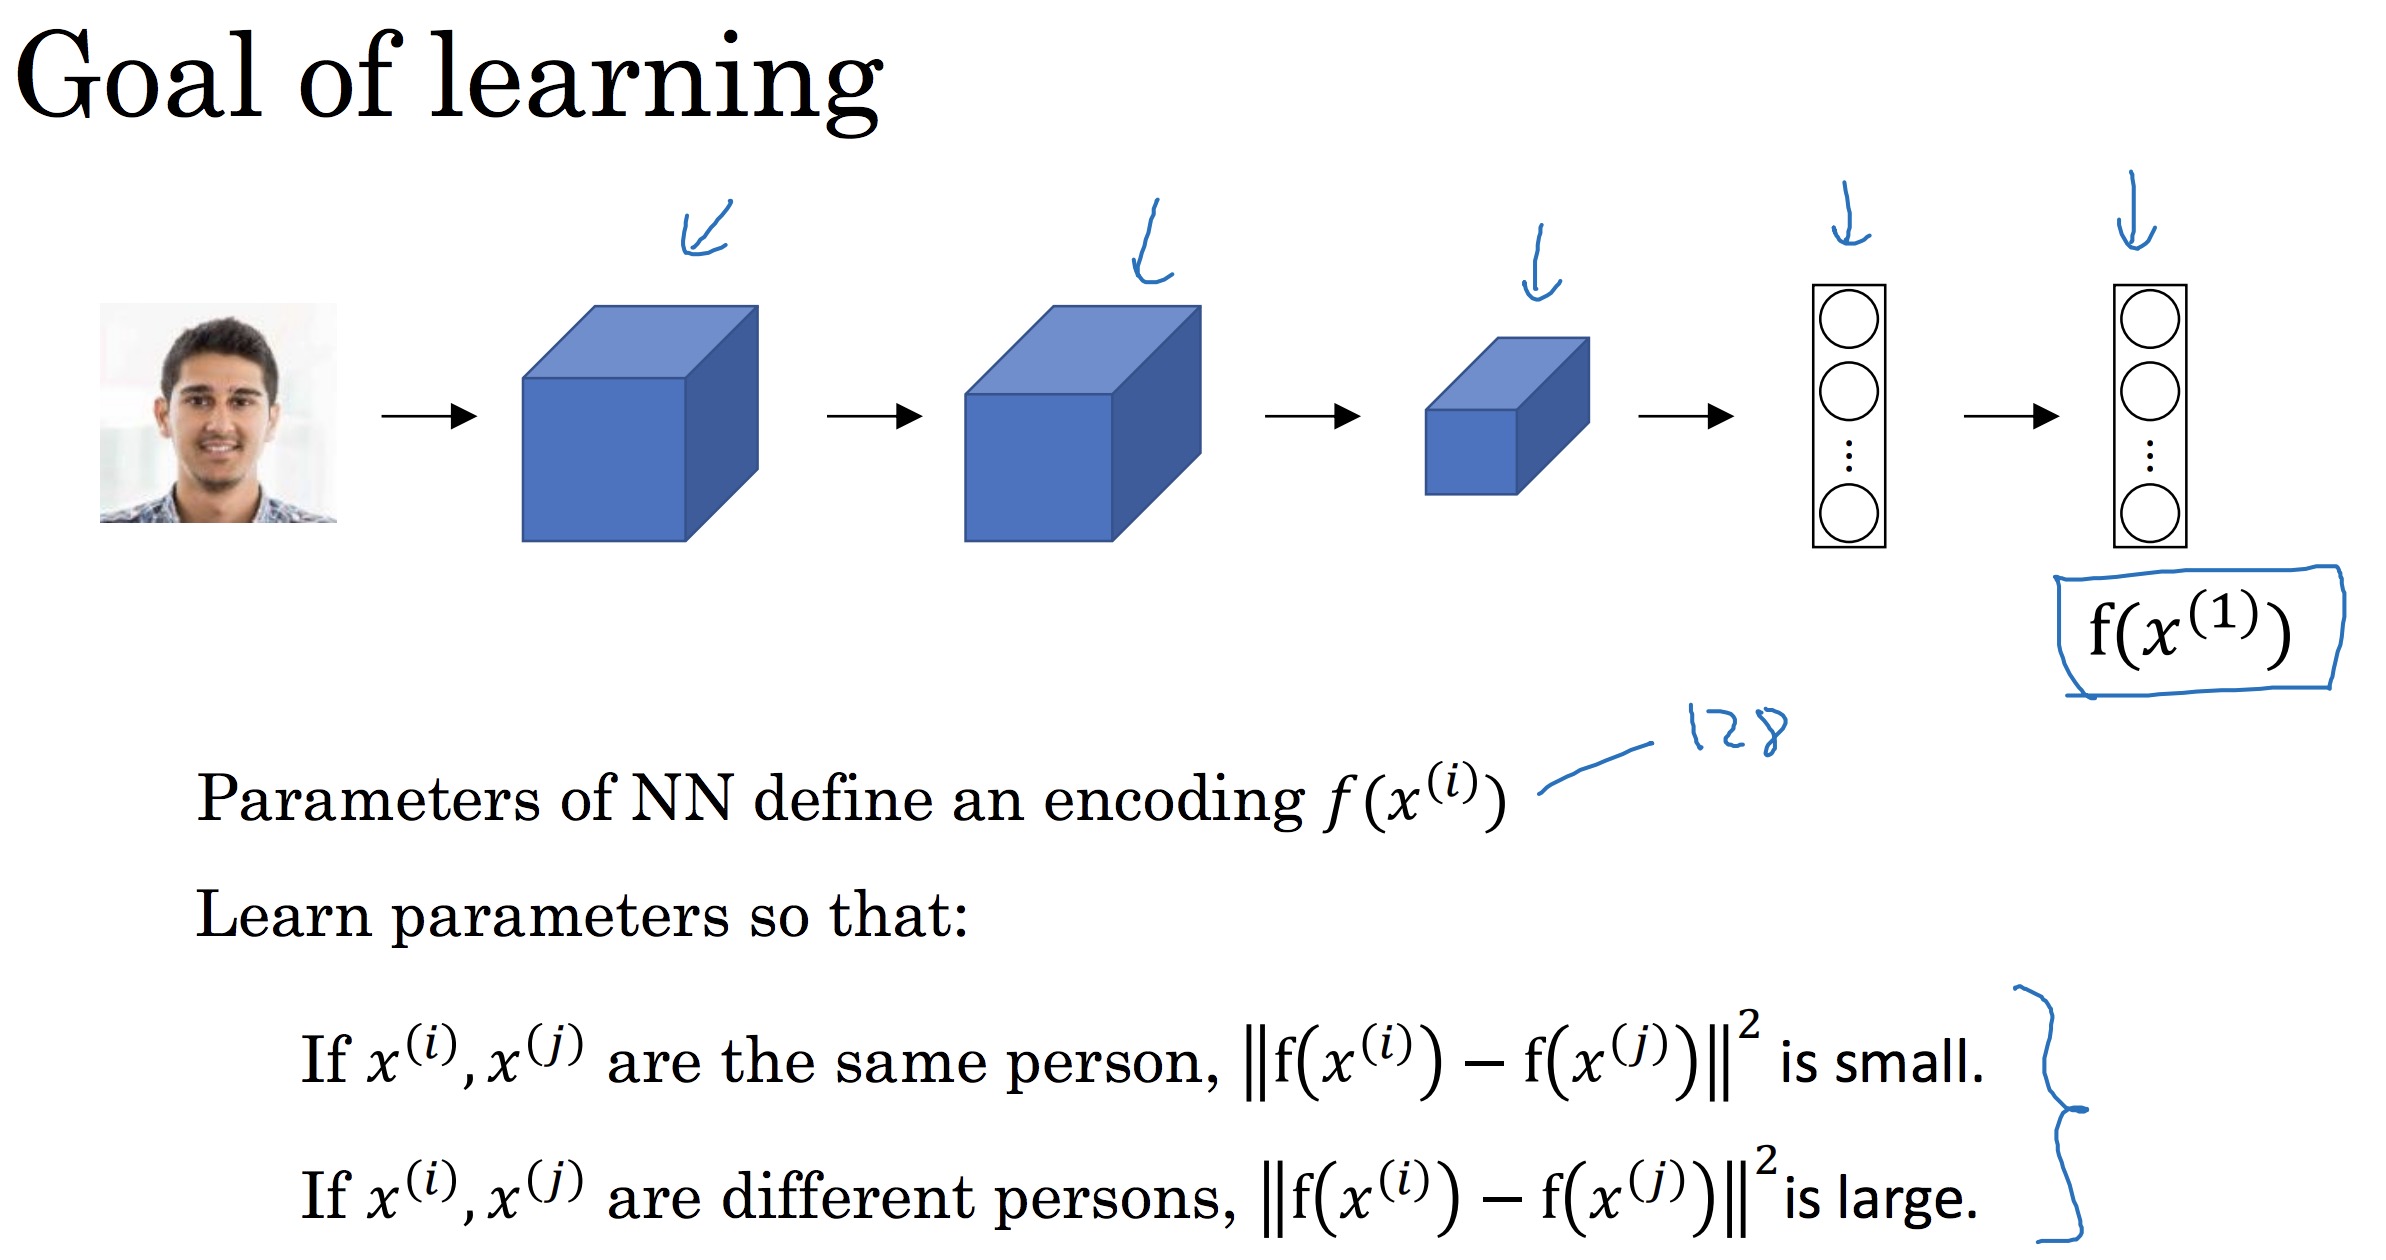 Goal of learning
⋮ ⋮
f(x⁽¹⁾)
128
Parameters of NN define an encoding f(x⁽ⁱ⁾)
Learn parameters so that:
If x⁽ⁱ⁾, x⁽ʲ⁾ are the same person, ‖f(x⁽ⁱ⁾) − f(x⁽ʲ⁾)‖² is small.
If x⁽ⁱ⁾, x⁽ʲ⁾ are different persons, ‖f(x⁽ⁱ⁾) − f(x⁽ʲ⁾)‖² is large.